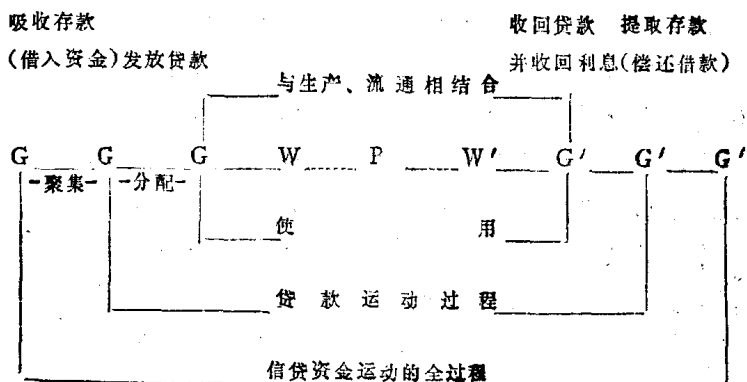 吸收存款 收回贷款 提取存款
(借入资金)发放贷款 并收回利息(偿还借款)
与生产、流通相结合
G G G W P W′ G′ G′ G′
聚集 分配
使用
贷款运动过程
信贷资金运动的全过程